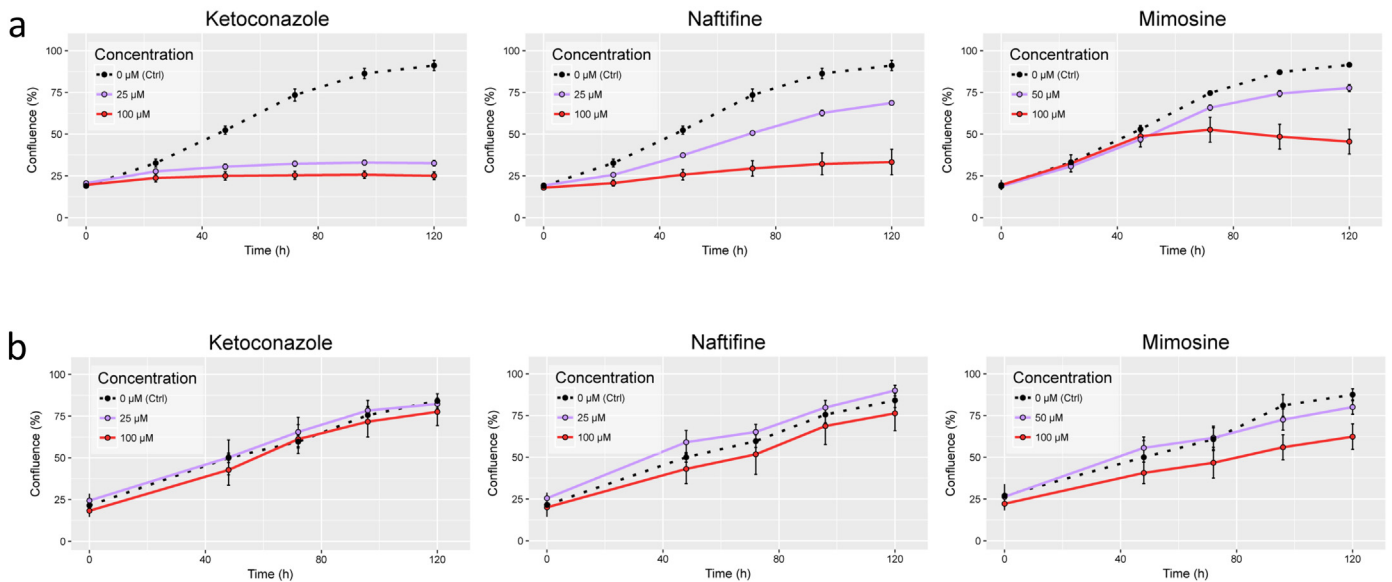 a
Ketoconazole
Concentration
0 µM (Ctrl)
25 µM
100 µM
Confluence (%)
100
75
50
25
0
0 40 80 120
Time (h)
Naftifine
Concentration
0 µM (Ctrl)
25 µM
100 µM
Confluence (%)
100
75
50
25
0
0 40 80 120
Time (h)
Mimosine
Concentration
0 µM (Ctrl)
50 µM
100 µM
Confluence (%)
100
75
50
25
0
0 40 80 120
Time (h)
b
Ketoconazole
Concentration
0 µM (Ctrl)
25 µM
100 µM
Confluence (%)
100
75
50
25
0
0 40 80 120
Time (h)
Naftifine
Concentration
0 µM (Ctrl)
25 µM
100 µM
Confluence (%)
100
75
50
25
0
0 40 80 120
Time (h)
Mimosine
Concentration
0 µM (Ctrl)
50 µM
100 µM
Confluence (%)
100
75
50
25
0
0 40 80 120
Time (h)